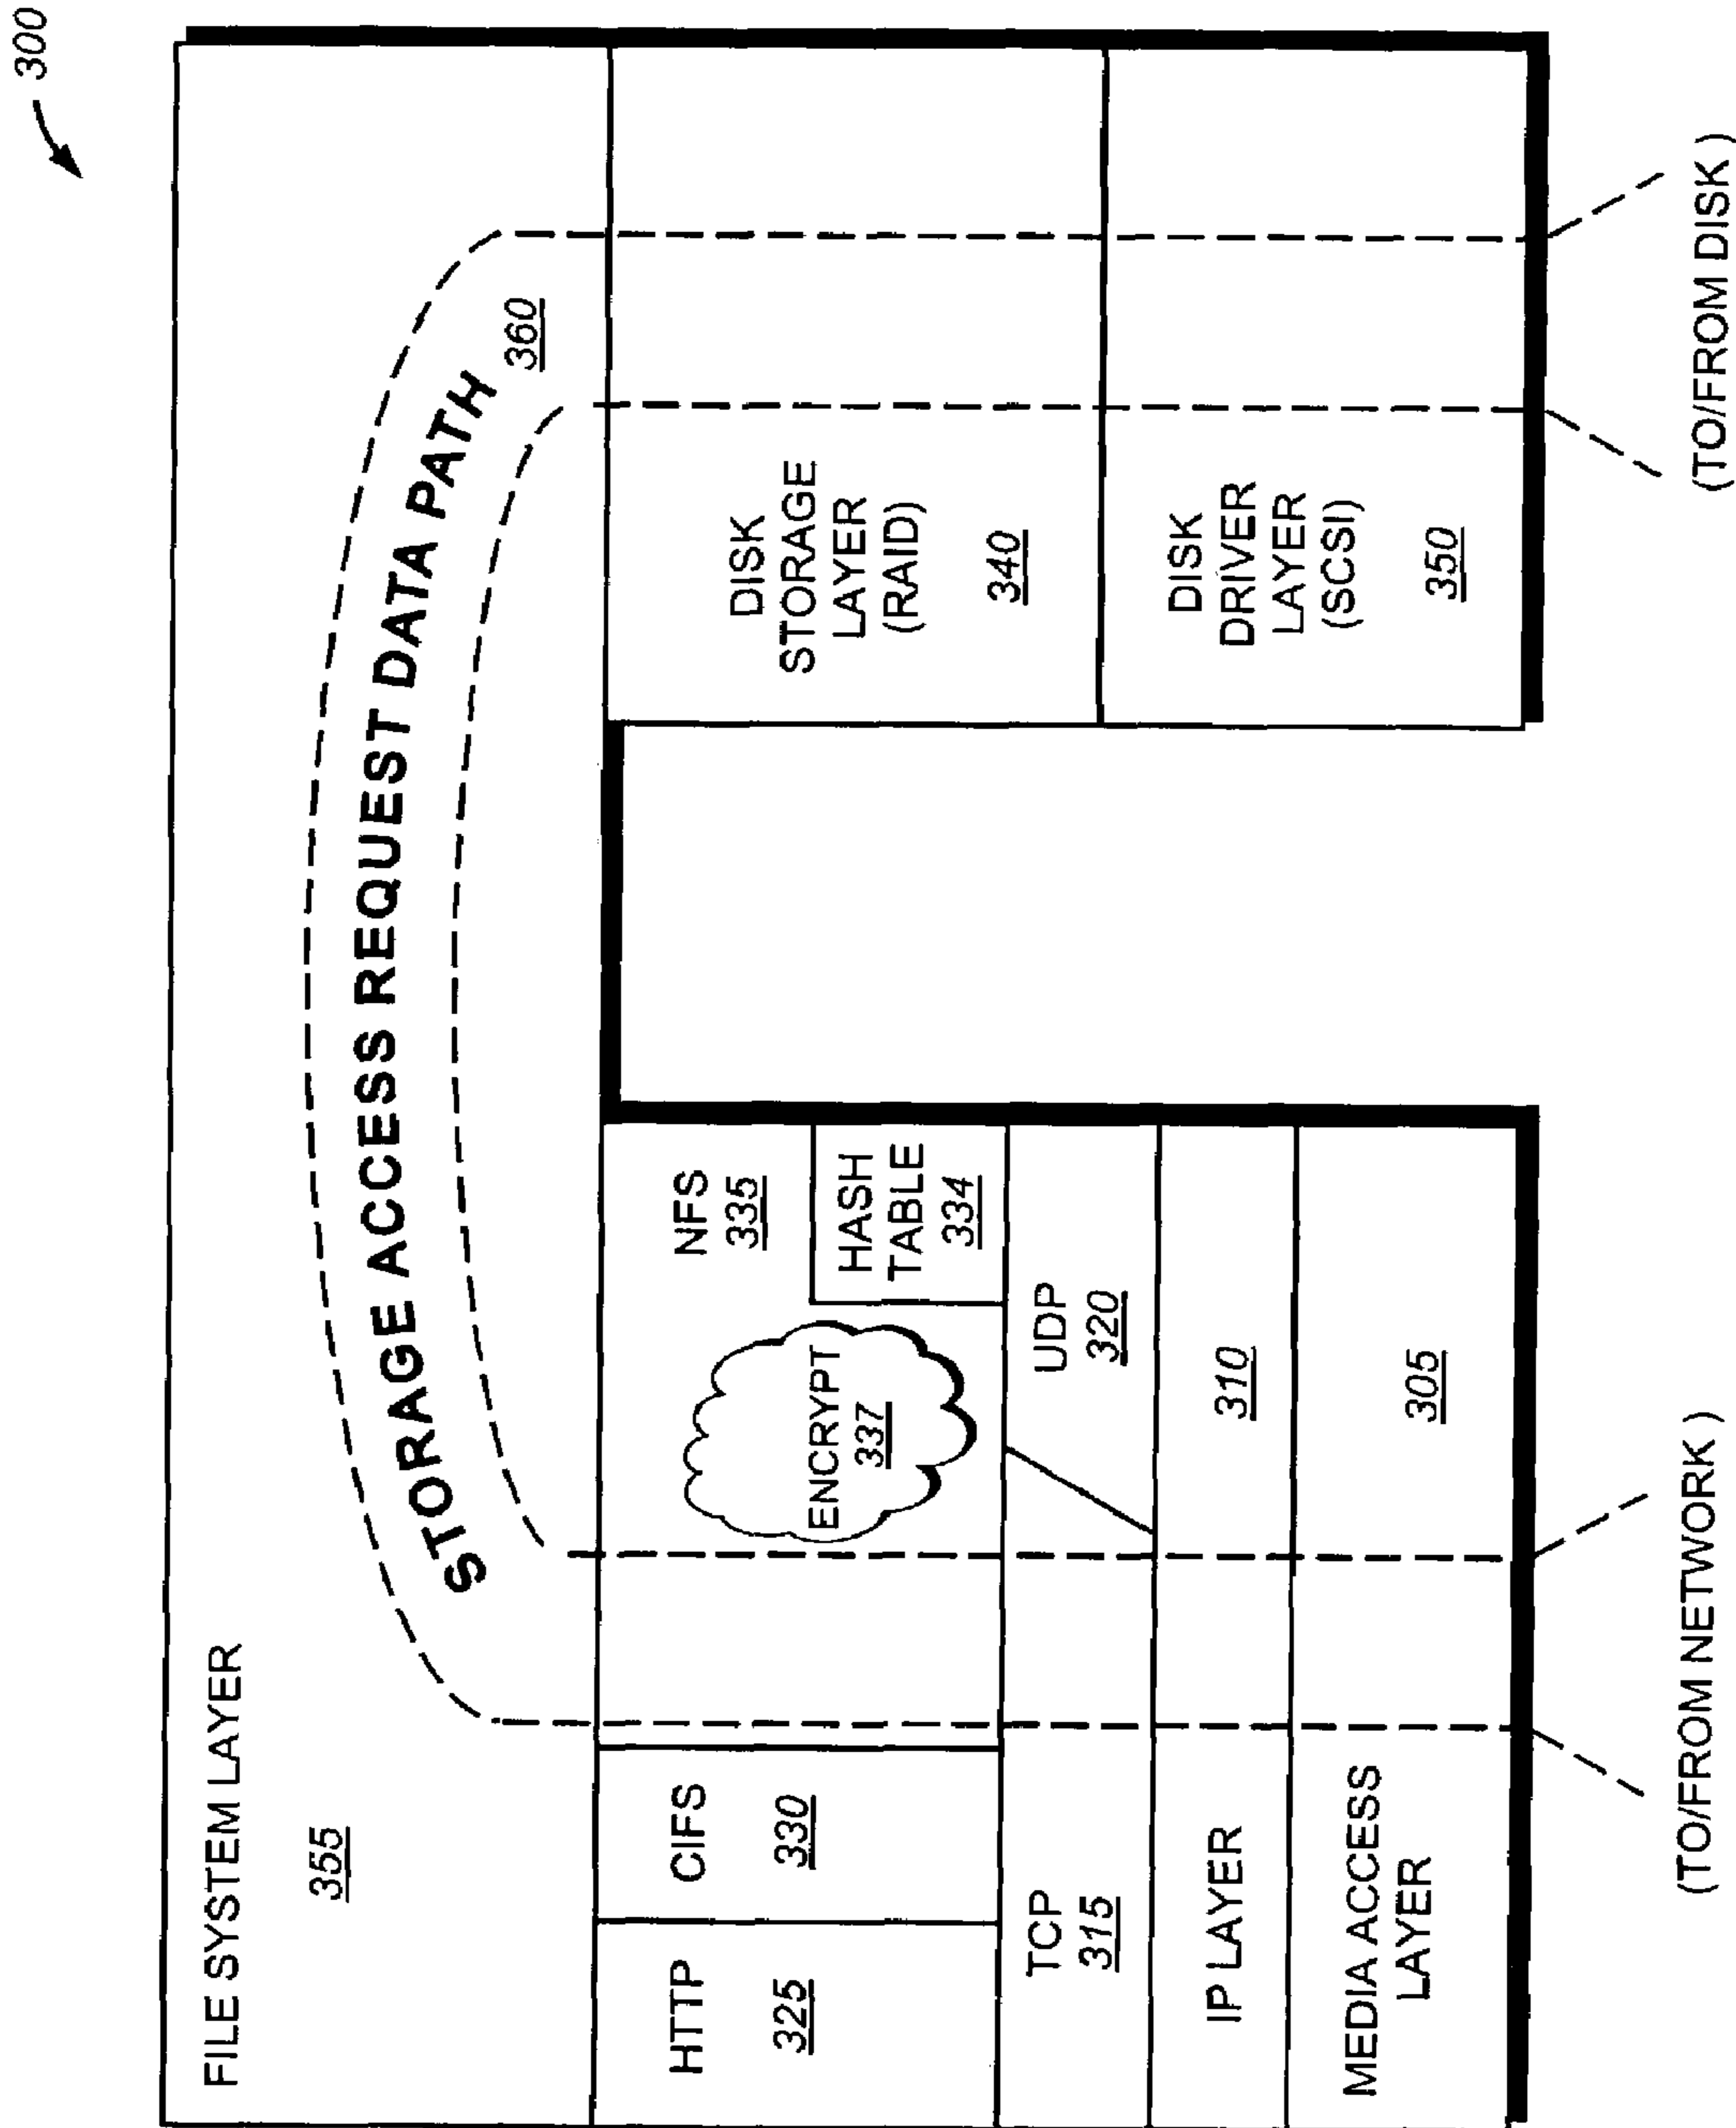 300
FILE SYSTEM LAYER
355
STORAGE ACCESS REQUEST DATA PATH
360
HTTP
325
CIFS
330
ENCRYPT
337
NFS
335
HASH
TABLE
334
TCP
315
UDP
320
IP LAYER
310
MEDIA ACCESS
LAYER
305
(TO/FROM NETWORK )
DISK
STORAGE
LAYER
(RAID)
340
DISK
DRIVER
LAYER
(SCSI)
350
(TO/FROM DISK )